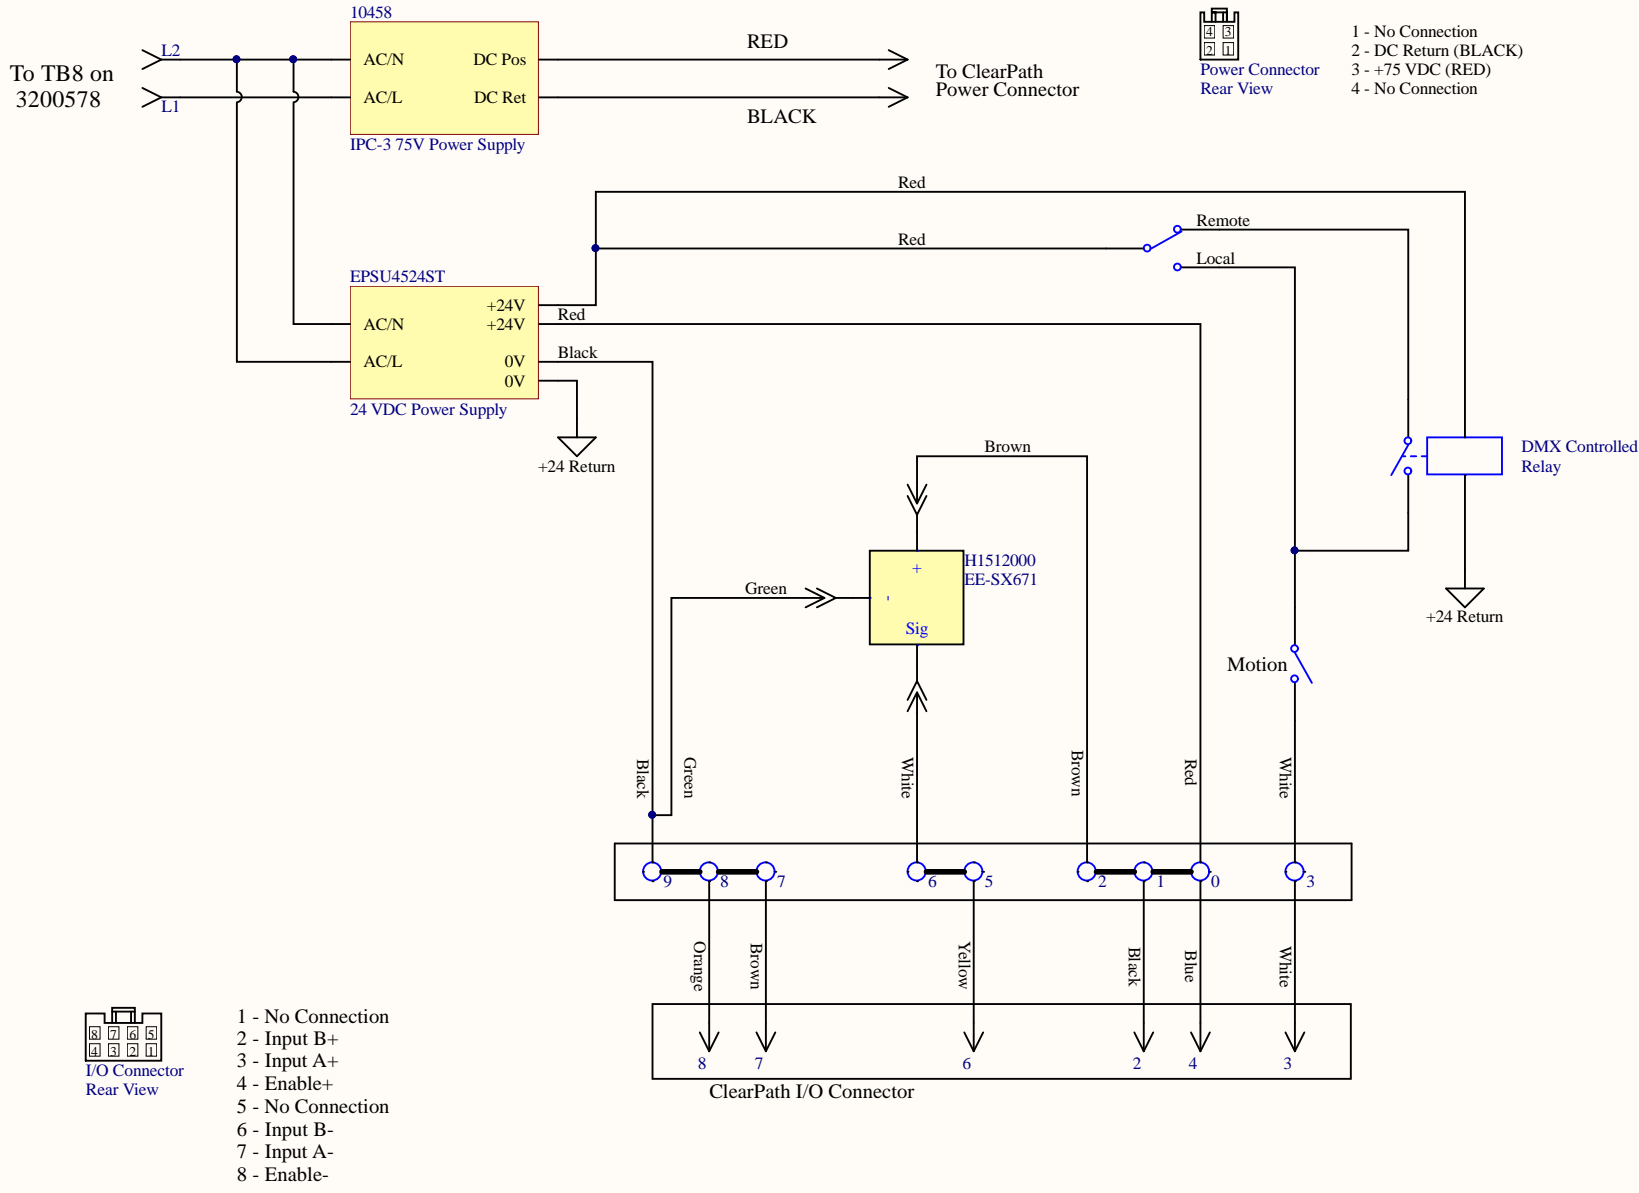 10458
L2
To TB8 on
3200578
L1
AC/N
DC Pos
AC/L
DC Ret
IPC-3 75V Power Supply
RED
BLACK
To ClearPath
Power Connector
4 3
2 1
Power Connector
Rear View
1 - No Connection
2 - DC Return (BLACK)
3 - +75 VDC (RED)
4 - No Connection
Red
Red
Remote
Local
EPSU4524ST
+24V
AC/N
+24V
AC/L
0V
0V
24 VDC Power Supply
Red
Black
+24 Return
Brown
DMX Controlled
Relay
H1512000
EE-SX671
+
-
Sig
Green
+24 Return
Motion
Black
Green
White
Brown
Red
White
9
8
7
6
5
2
1
0
3
Orange
Brown
Yellow
Black
Blue
White
8
7
6
2
4
3
ClearPath I/O Connector
8 7 6 5
4 3 2 1
I/O Connector
Rear View
1 - No Connection
2 - Input B+
3 - Input A+
4 - Enable+
5 - No Connection
6 - Input B-
7 - Input A-
8 - Enable-